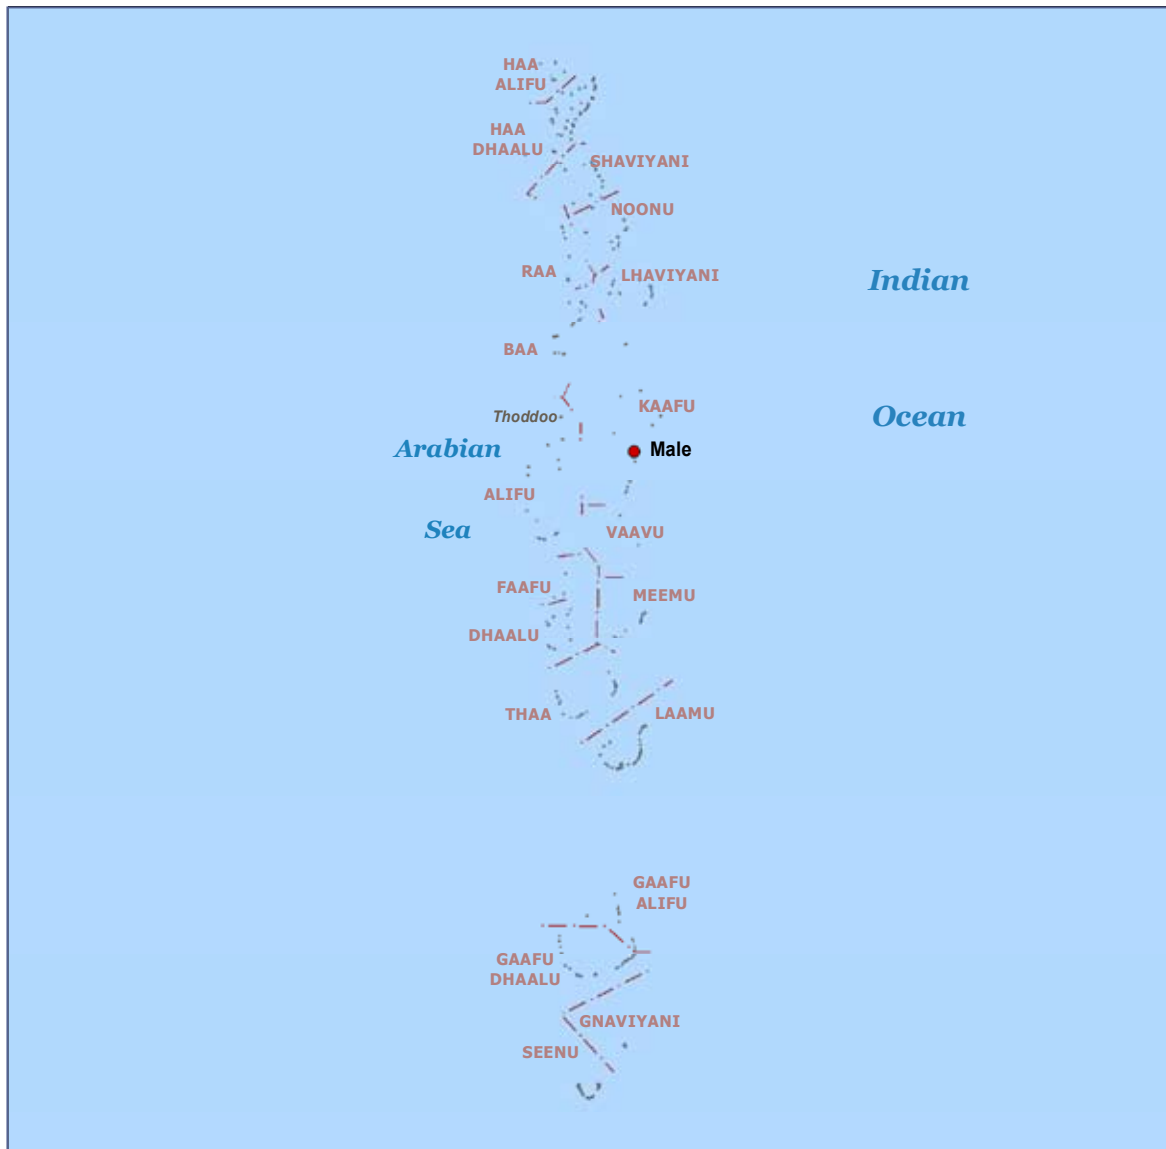 HAA
ALIFU
HAA
DHAALU
SHAVIYANI
NOONU
RAA
LHAVIYANI
Indian
BAA
KAAFU
Thoddoo
Ocean
Arabian
Male
ALIFU
Sea
VAAVU
FAAFU
MEEMU
DHAALU
THAA
LAAMU
GAAFU
ALIFU
GAAFU
DHAALU
GNAVIYANI
SEENU